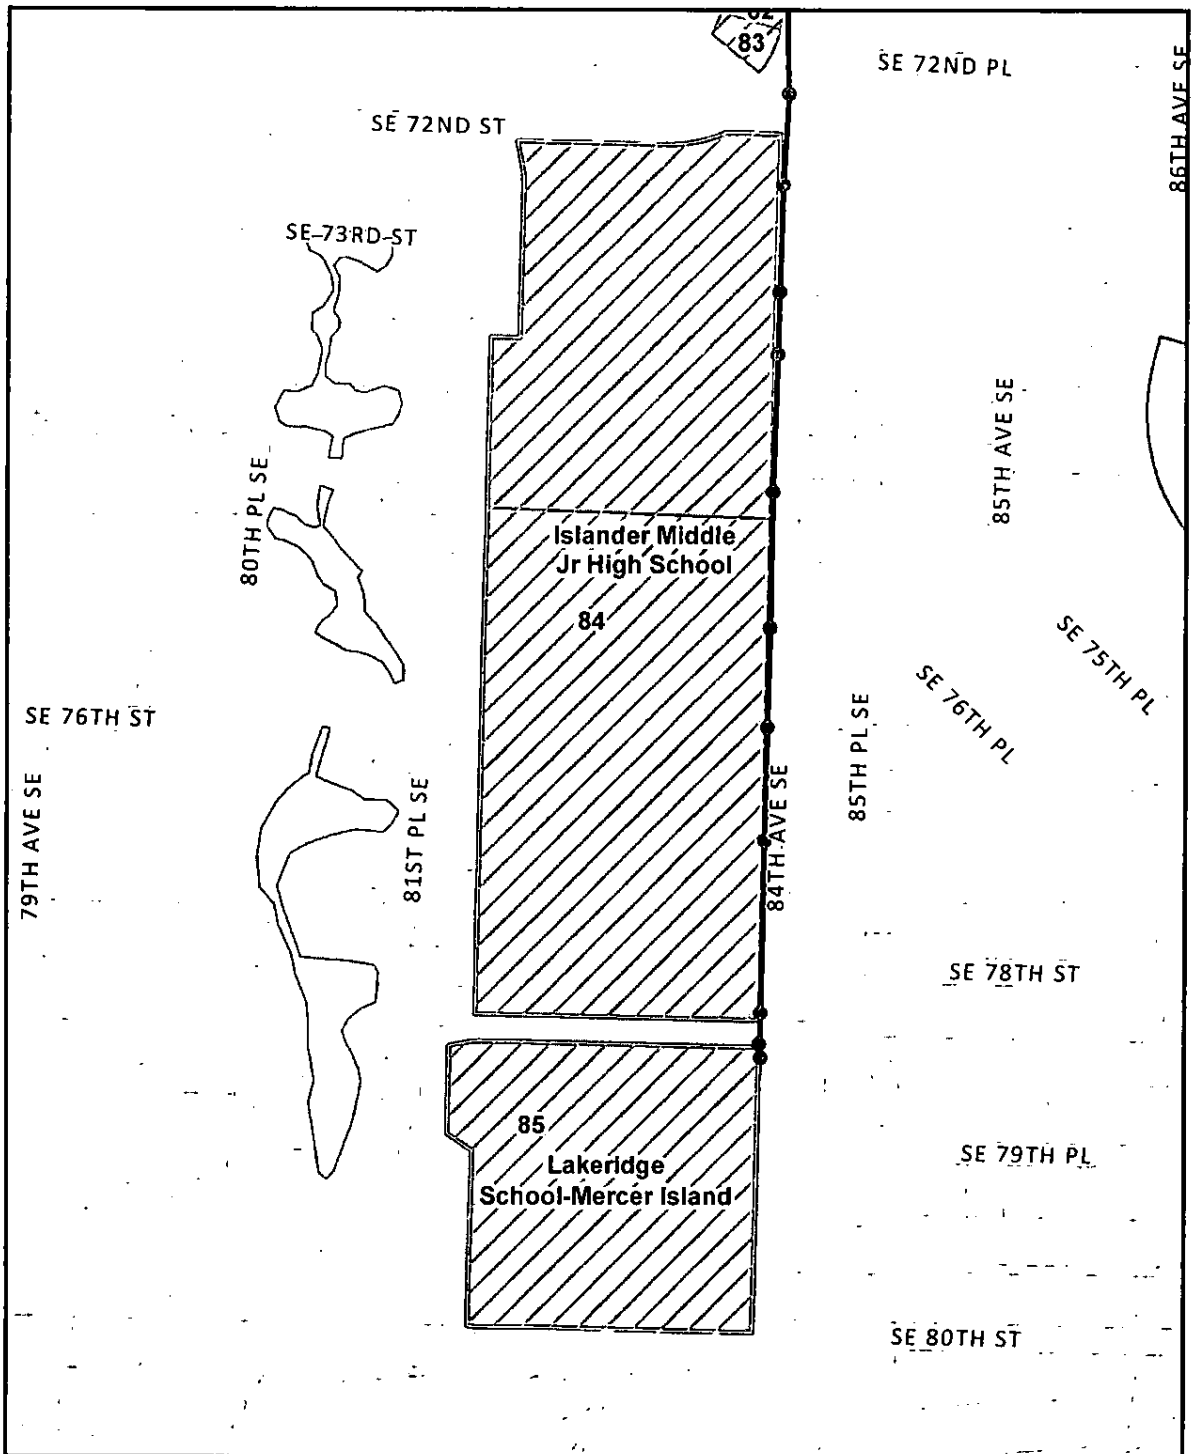 82
83
SE 72ND PL
86TH AVE SE
SE 72ND ST
SE 73RD ST
85TH AVE SE
80TH PL SE
Islander Middle
Jr High School
84
SE 75TH PL
SE 76TH PL
SE 76TH ST
85TH PL SE
79TH AVE SE
81ST PL SE
84TH AVE SE
SE 78TH ST
85
SE 79TH PL
Lakeridge
School-Mercer Island
SE 80TH ST